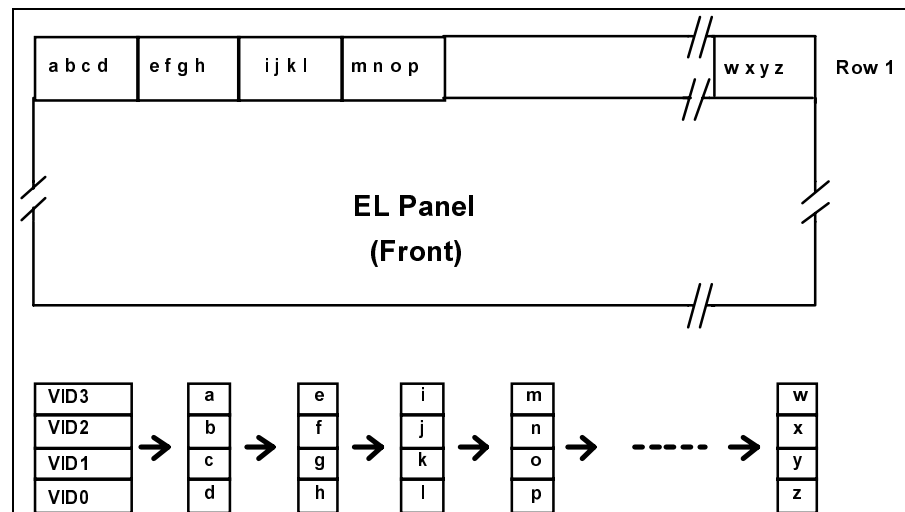 a b c d e f g h i j k l m n o p w x y z Row 1
EL Panel
(Front)
VID3 a e i m w
VID2 b f j n x
VID1 c g k o y
VID0 d h l p z